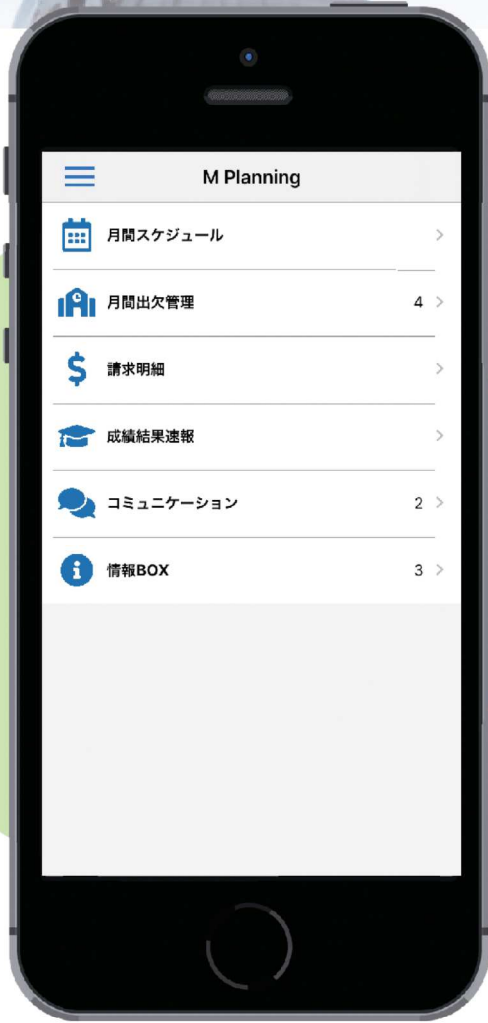 M Planning
月間スケジュール
月間出欠管理 4
請求明細
成績結果速報
コミュニケーション 2
情報BOX 3